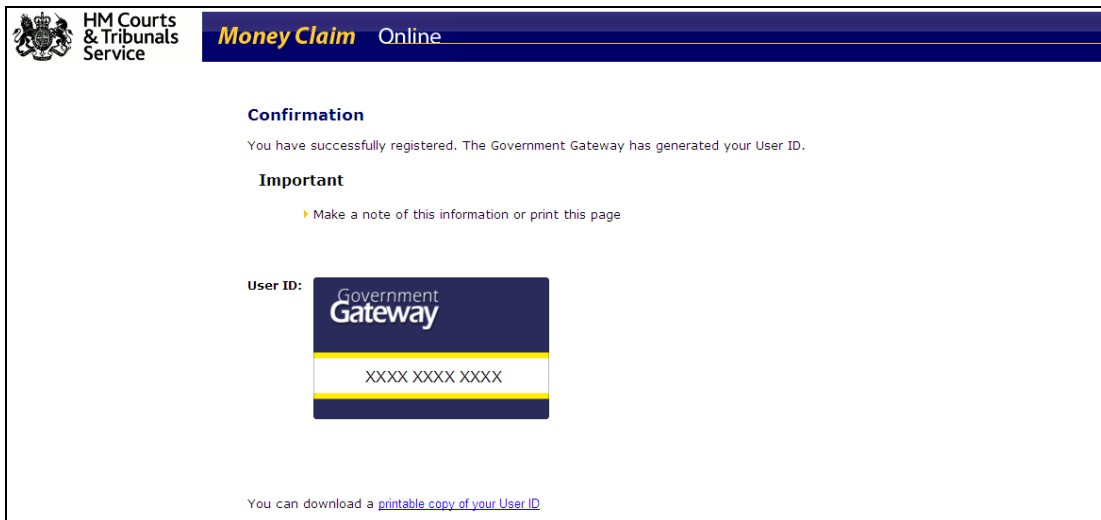 HM Courts
& Tribunals
Service
Money Claim Online
Confirmation
You have successfully registered. The Government Gateway has generated your User ID.
Important
Make a note of this information or print this page
User ID:
Government
Gateway
XXXX XXXX XXXX
You can download a printable copy of your User ID